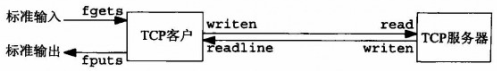 标准输入 fgets
writen read
TCP客户 TCP服务器
标准输出 readline writen
fputs